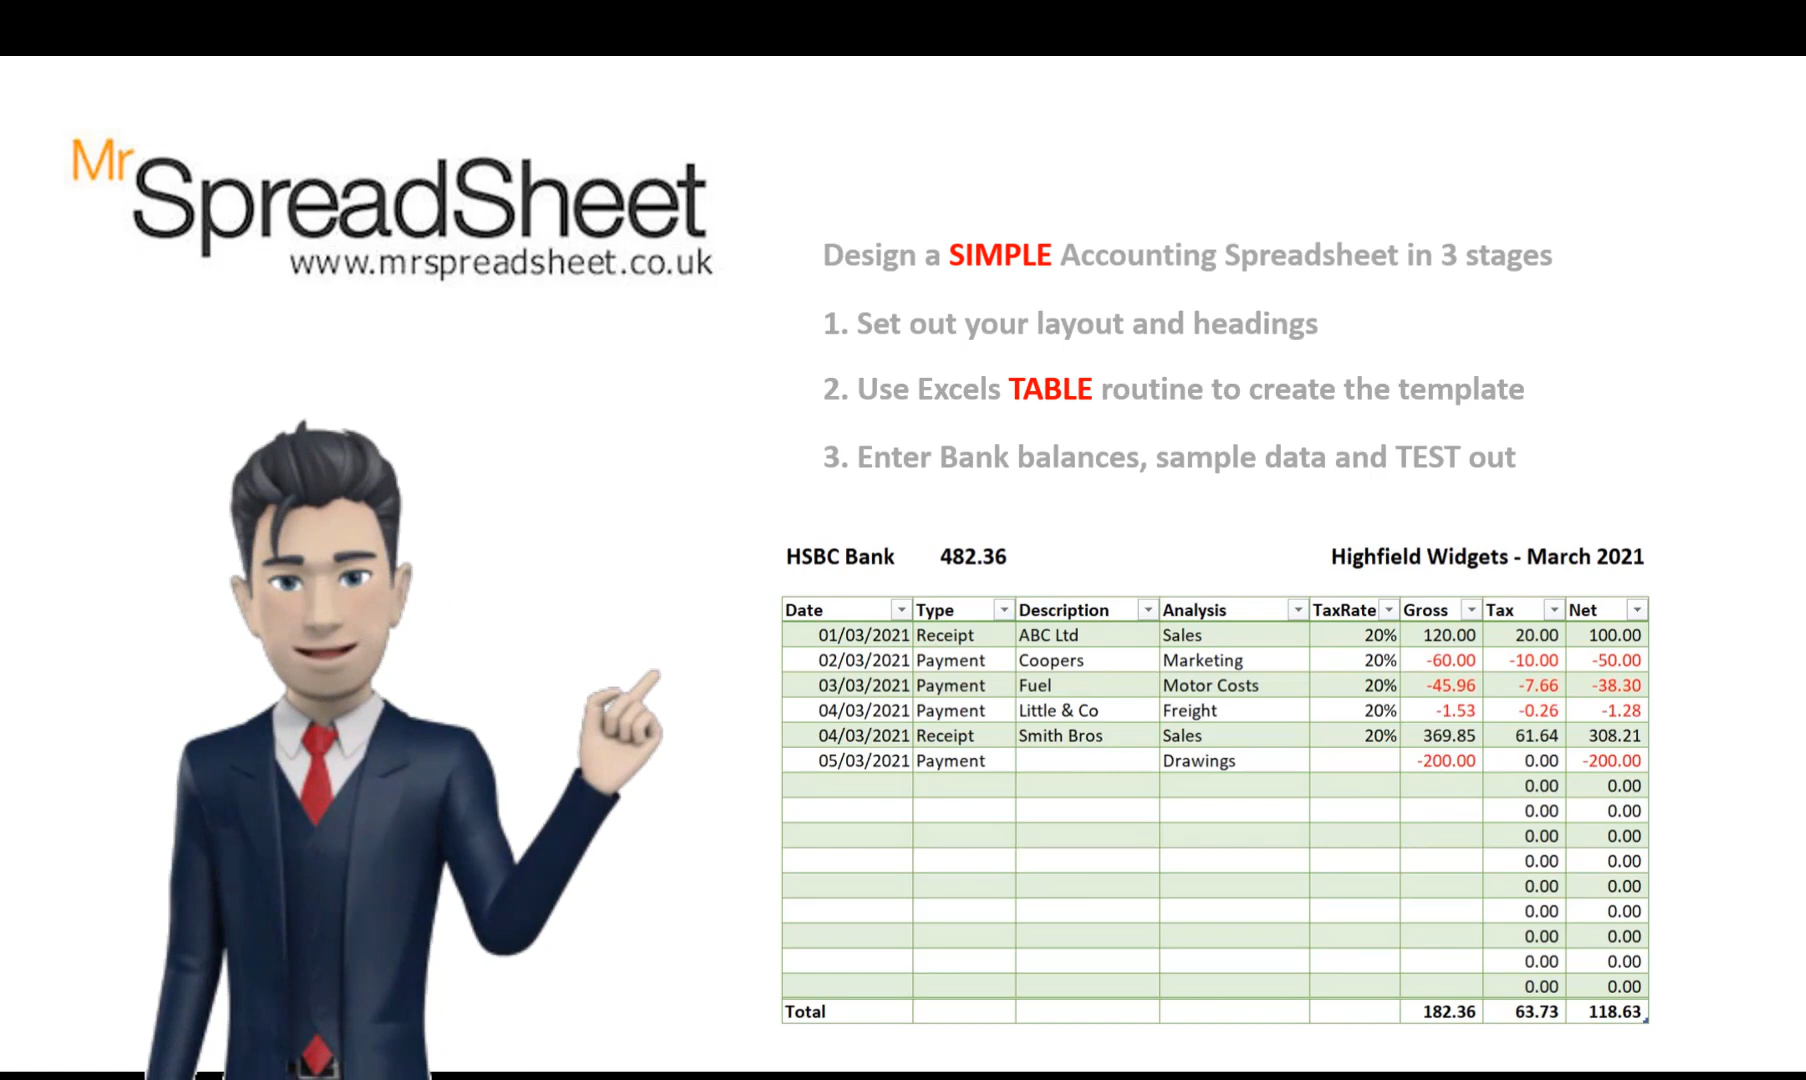 Mr
SpreadSheet
www.mrspreadsheet.co.uk
Design a SIMPLE Accounting Spreadsheet in 3 stages
1. Set out your layout and headings
2. Use Excels TABLE routine to create the template
3. Enter Bank balances, sample data and TEST out
HSBC Bank 482.36 Highfield Widgets - March 2021
Date Type Description Analysis TaxRate Gross Tax Net
01/03/2021 Receipt ABC Ltd Sales 20% 120.00 20.00 100.00
02/03/2021 Payment Coopers Marketing 20% -60.00 -10.00 -50.00
03/03/2021 Payment Fuel Motor Costs 20% -45.96 -7.66 -38.30
04/03/2021 Payment Little & Co Freight 20% -1.53 -0.26 -1.28
04/03/2021 Receipt Smith Bros Sales 20% 369.85 61.64 308.21
05/03/2021 Payment Drawings -200.00 0.00 -200.00
0.00 0.00
0.00 0.00
0.00 0.00
0.00 0.00
0.00 0.00
0.00 0.00
0.00 0.00
0.00 0.00
0.00 0.00
Total 182.36 63.73 118.63